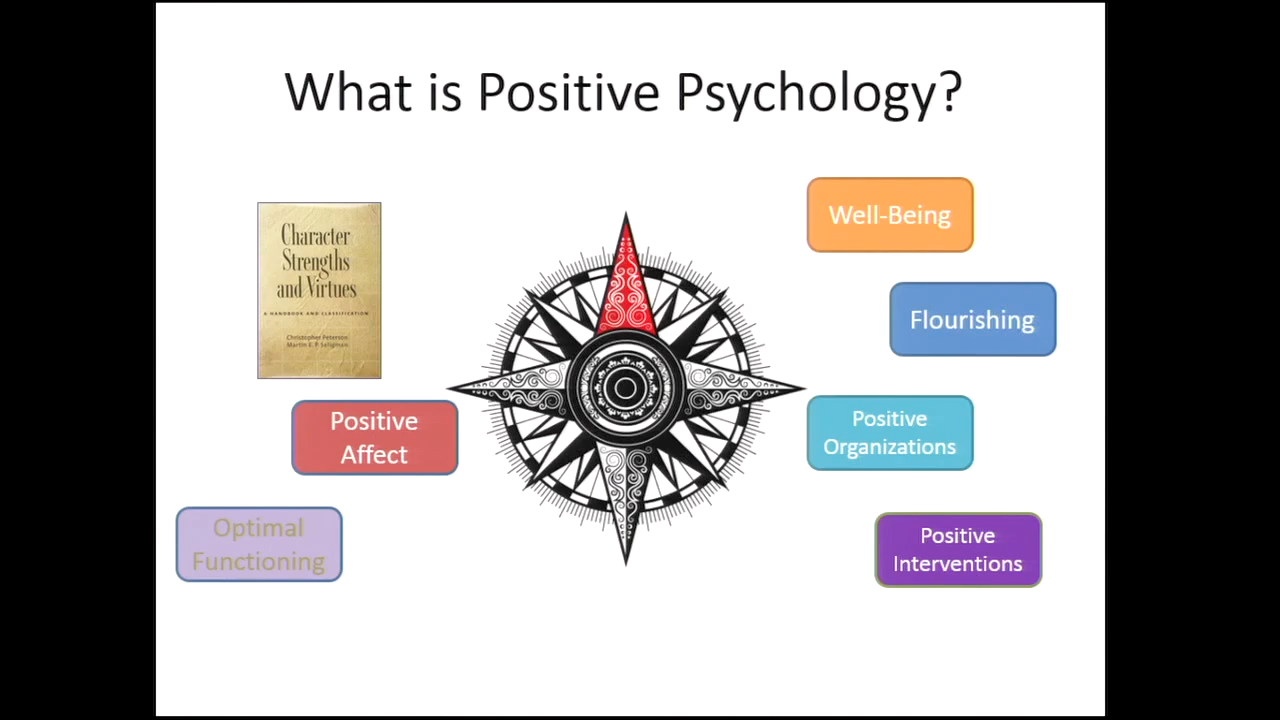 What is Positive Psychology?
Character
Strengths
and Virtues
A HANDBOOK AND CLASSIFICATION
Christopher Peterson
Martin E. P. Seligman
Positive
Affect
Optimal
Functioning
Well-Being
Flourishing
Positive
Organizations
Positive
Interventions